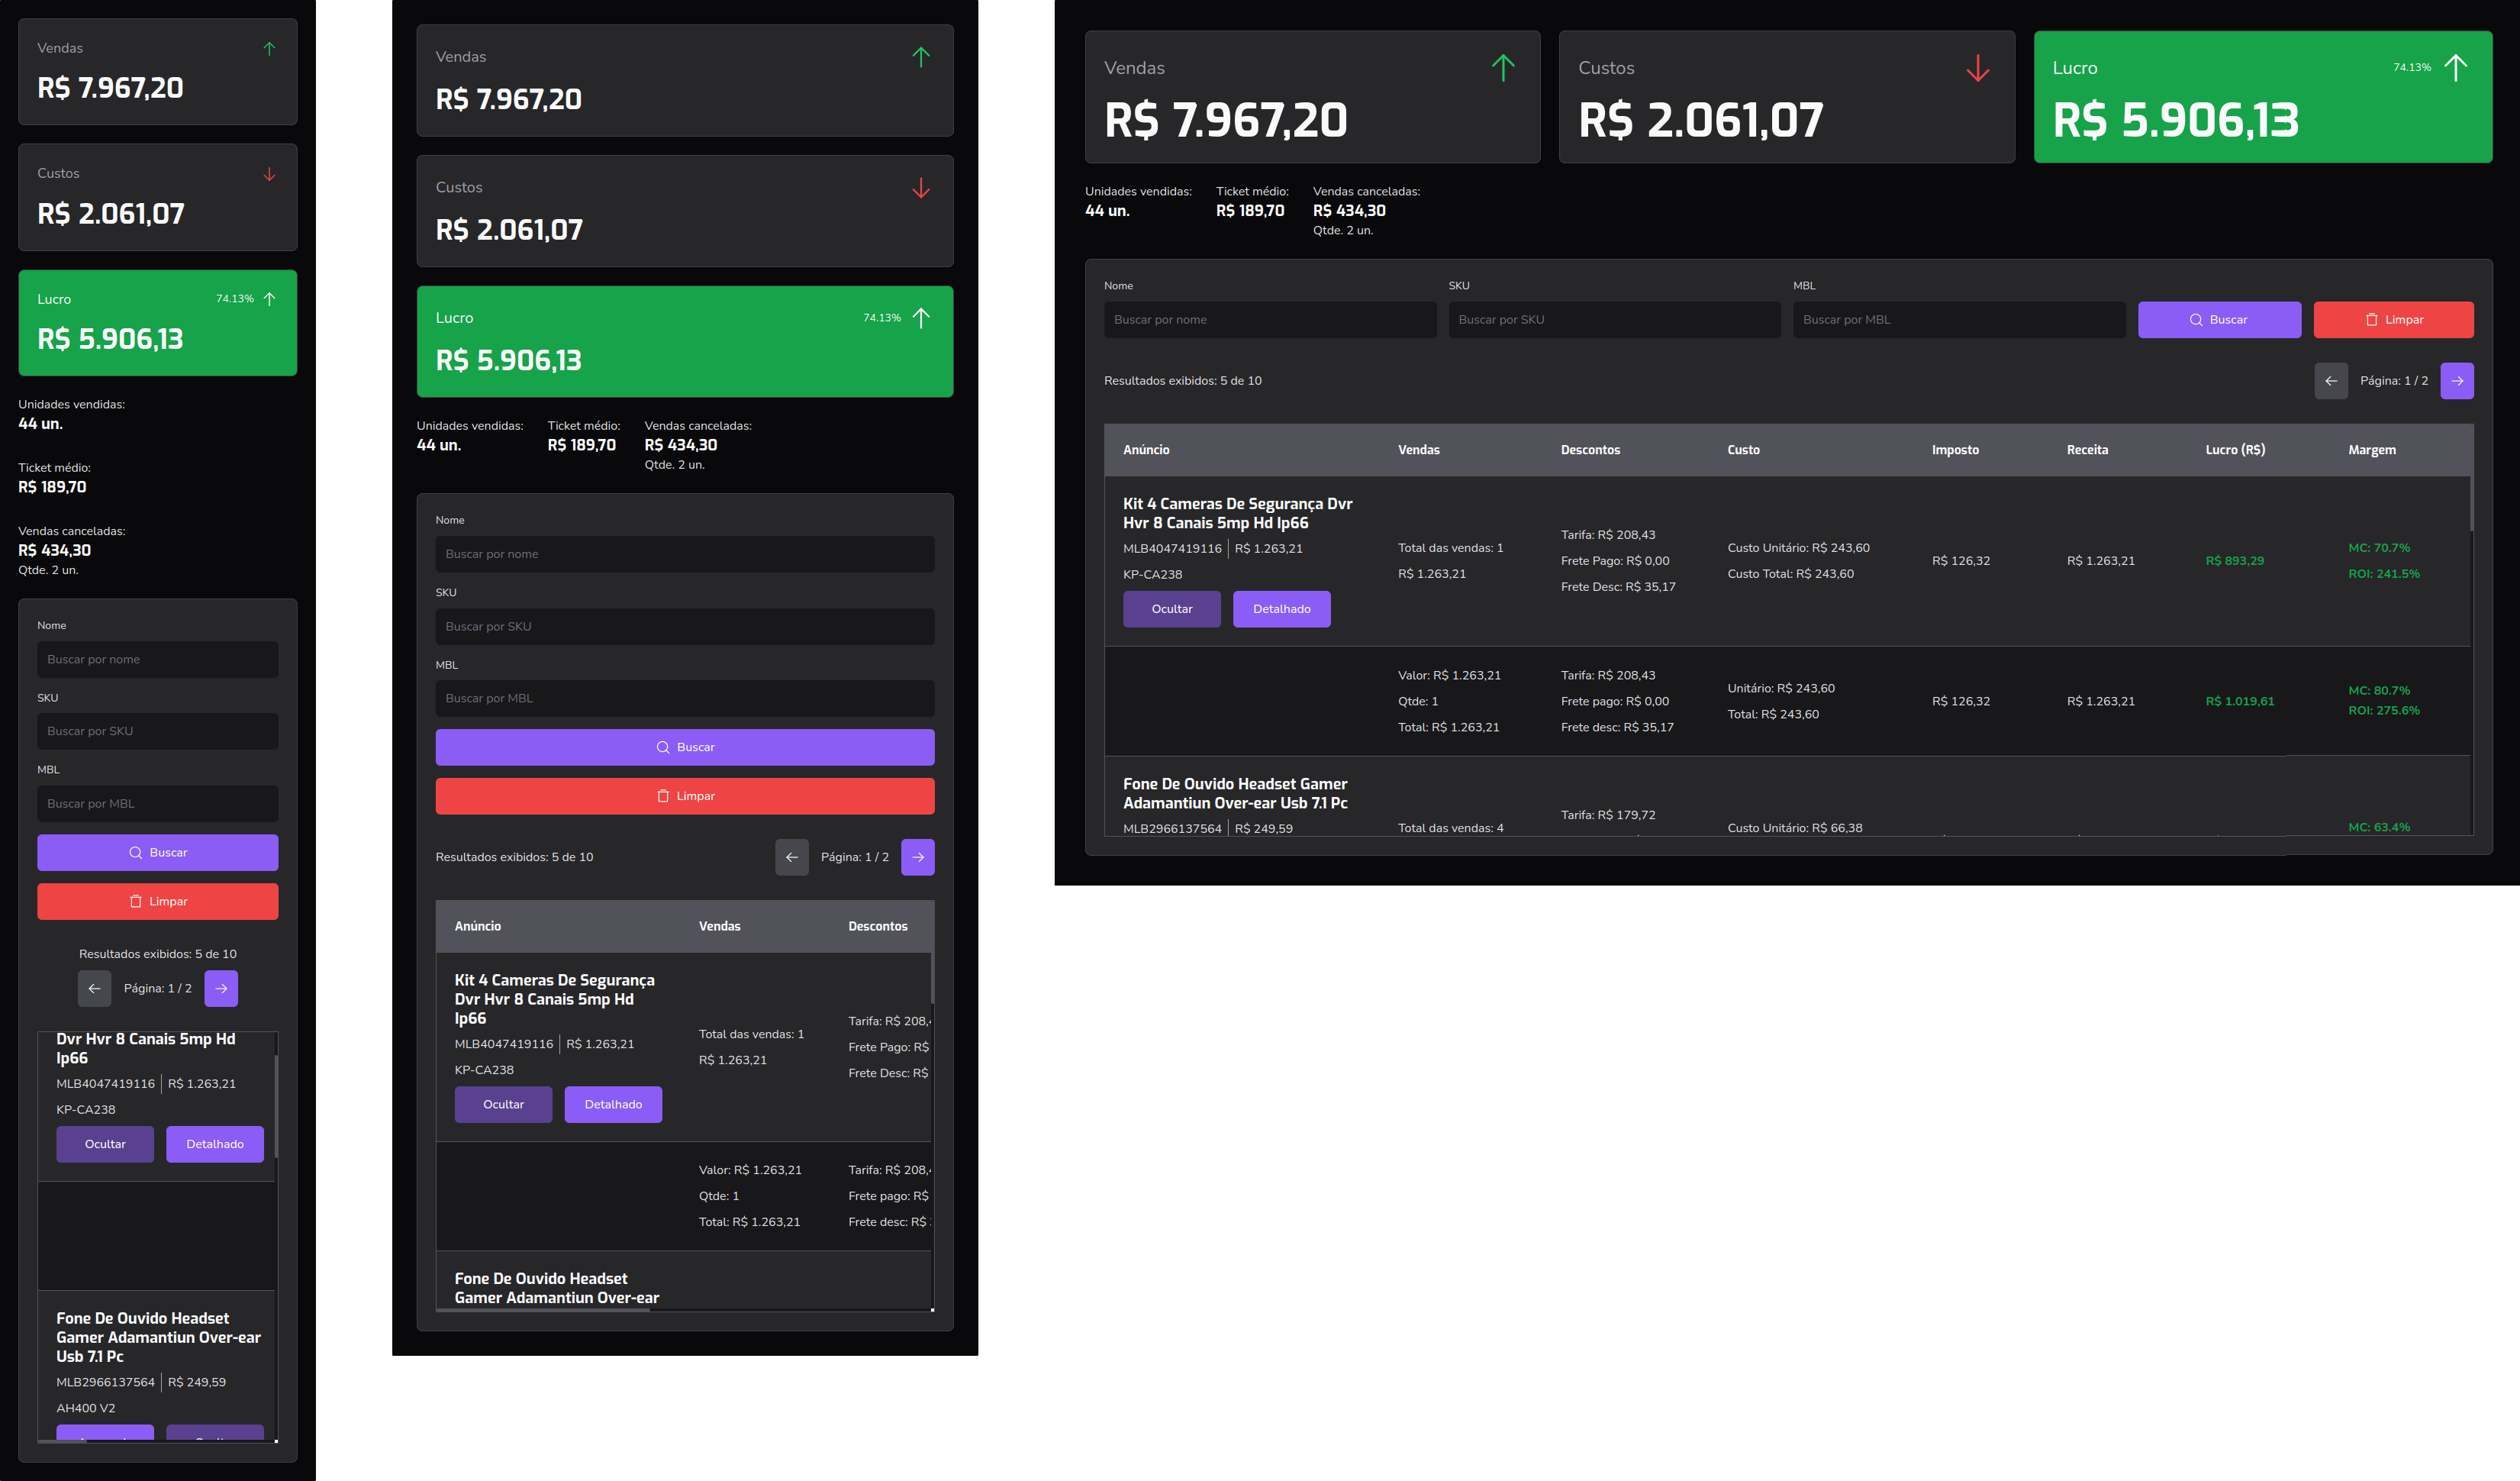 Vendas
R$ 7.967,20
Custos
R$ 2.061,07
Lucro
74.13%
R$ 5.906,13
Unidades vendidas:
44 un.
Ticket médio:
R$ 189,70
Vendas canceladas:
R$ 434,30
Qtde. 2 un.
Nome
Buscar por nome
SKU
Buscar por SKU
MBL
Buscar por MBL
Buscar
Limpar
Resultados exibidos: 5 de 10
Página: 1 / 2
Dvr Hvr 8 Canais 5mp Hd
Ip66
MLB4047419116 R$ 1.263,21
KP-CA238
Ocultar Detalhado
Fone De Ouvido Headset
Gamer Adamantiun Over-ear
Usb 7.1 Pc
MLB2966137564 R$ 249,59
AH400 V2
Vendas
R$ 7.967,20
Custos
R$ 2.061,07
Lucro
74.13%
R$ 5.906,13
Unidades vendidas: Ticket médio: Vendas canceladas:
44 un. R$ 189,70 R$ 434,30
Qtde. 2 un.
Nome
Buscar por nome
SKU
Buscar por SKU
MBL
Buscar por MBL
Buscar
Limpar
Resultados exibidos: 5 de 10 Página: 1 / 2
Anúncio Vendas Descontos
Kit 4 Cameras De Segurança
Dvr Hvr 8 Canais 5mp Hd
Ip66
MLB4047419116 R$ 1.263,21
KP-CA238
Ocultar Detalhado
Total das vendas: 1
R$ 1.263,21
Tarifa: R$ 208,
Frete Pago: R$
Frete Desc: R$
Valor: R$ 1.263,21
Qtde: 1
Total: R$ 1.263,21
Tarifa: R$ 208,
Frete pago: R$
Frete desc: R$
Fone De Ouvido Headset
Gamer Adamantiun Over-ear
Vendas
R$ 7.967,20
Custos
R$ 2.061,07
Lucro
74.13%
R$ 5.906,13
Unidades vendidas: Ticket médio: Vendas canceladas:
44 un. R$ 189,70 R$ 434,30
Qtde. 2 un.
Nome SKU MBL
Buscar por nome Buscar por SKU Buscar por MBL Buscar Limpar
Resultados exibidos: 5 de 10 Página: 1 / 2
Anúncio Vendas Descontos Custo Imposto Receita Lucro (R$) Margem
Kit 4 Cameras De Segurança Dvr
Hvr 8 Canais 5mp Hd Ip66
MLB4047419116 R$ 1.263,21
KP-CA238
Ocultar Detalhado
Total das vendas: 1
R$ 1.263,21
Tarifa: R$ 208,43
Frete Pago: R$ 0,00
Frete Desc: R$ 35,17
Custo Unitário: R$ 243,60
Custo Total: R$ 243,60
R$ 126,32
R$ 1.263,21
R$ 893,29
MC: 70.7%
ROI: 241.5%
Valor: R$ 1.263,21
Qtde: 1
Total: R$ 1.263,21
Tarifa: R$ 208,43
Frete pago: R$ 0,00
Frete desc: R$ 35,17
Unitário: R$ 243,60
Total: R$ 243,60
R$ 126,32
R$ 1.263,21
R$ 1.019,61
MC: 80.7%
ROI: 275.6%
Fone De Ouvido Headset Gamer
Adamantiun Over-ear Usb 7.1 Pc
MLB2966137564 R$ 249,59
Total das vendas: 4
Tarifa: R$ 179,72
Custo Unitário: R$ 66,38
MC: 63.4%